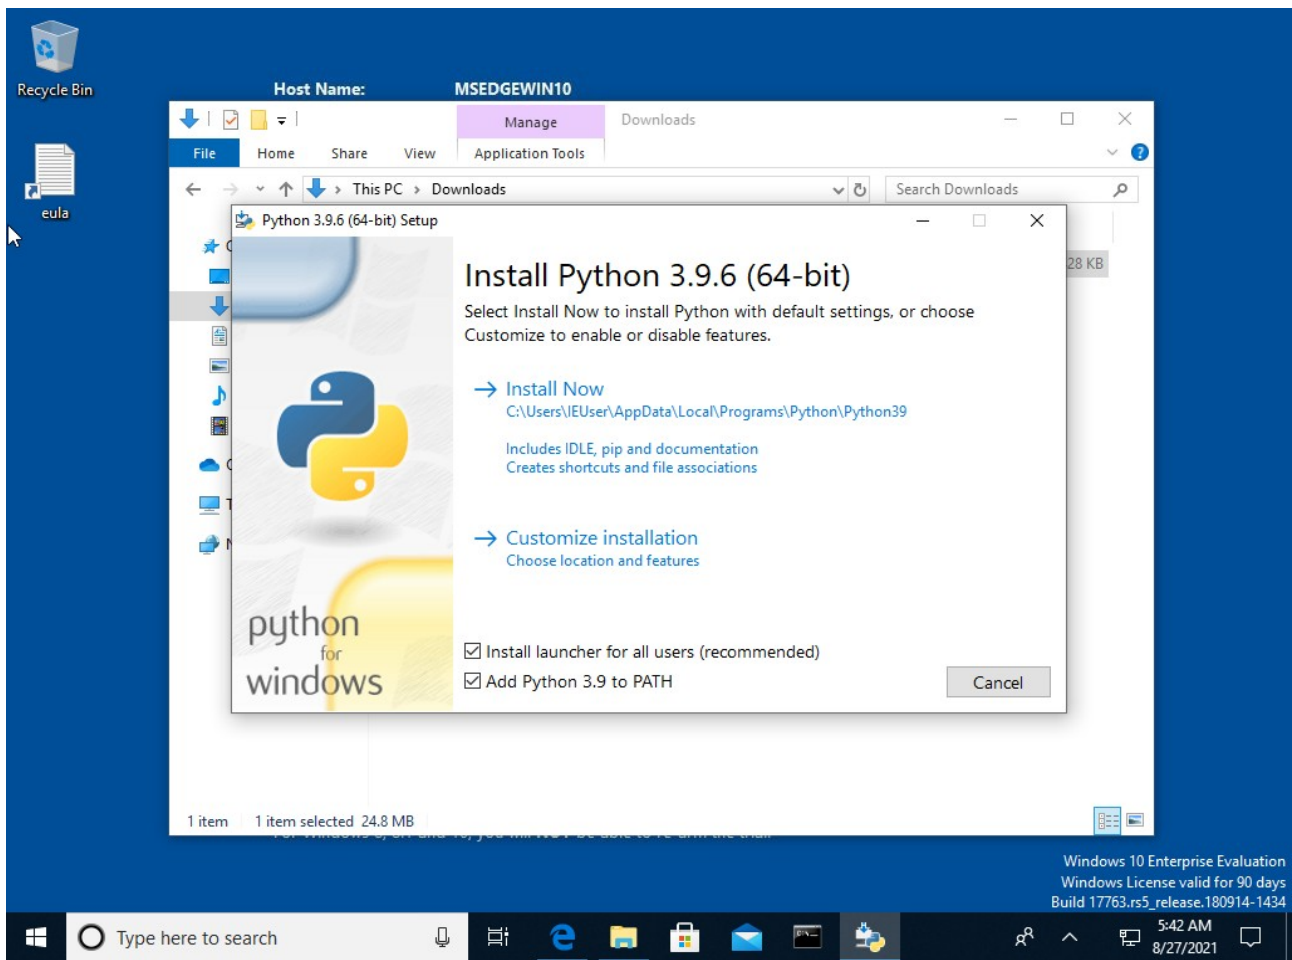 Recycle Bin
eula
Host Name: MSEDGEWIN10
Manage Downloads
File Home Share View Application Tools
This PC > Downloads Search Downloads
Python 3.9.6 (64-bit) Setup
28 KB
Install Python 3.9.6 (64-bit)
Select Install Now to install Python with default settings, or choose
Customize to enable or disable features.
Install Now
C:\Users\IEUser\AppData\Local\Programs\Python\Python39
Includes IDLE, pip and documentation
Creates shortcuts and file associations
Customize installation
Choose location and features
python
for
windows
Install launcher for all users (recommended)
Add Python 3.9 to PATH
Cancel
1 item 1 item selected 24.8 MB
Windows 10 Enterprise Evaluation
Windows License valid for 90 days
Build 17763.rs5_release.180914-1434
Type here to search
5:42 AM
8/27/2021